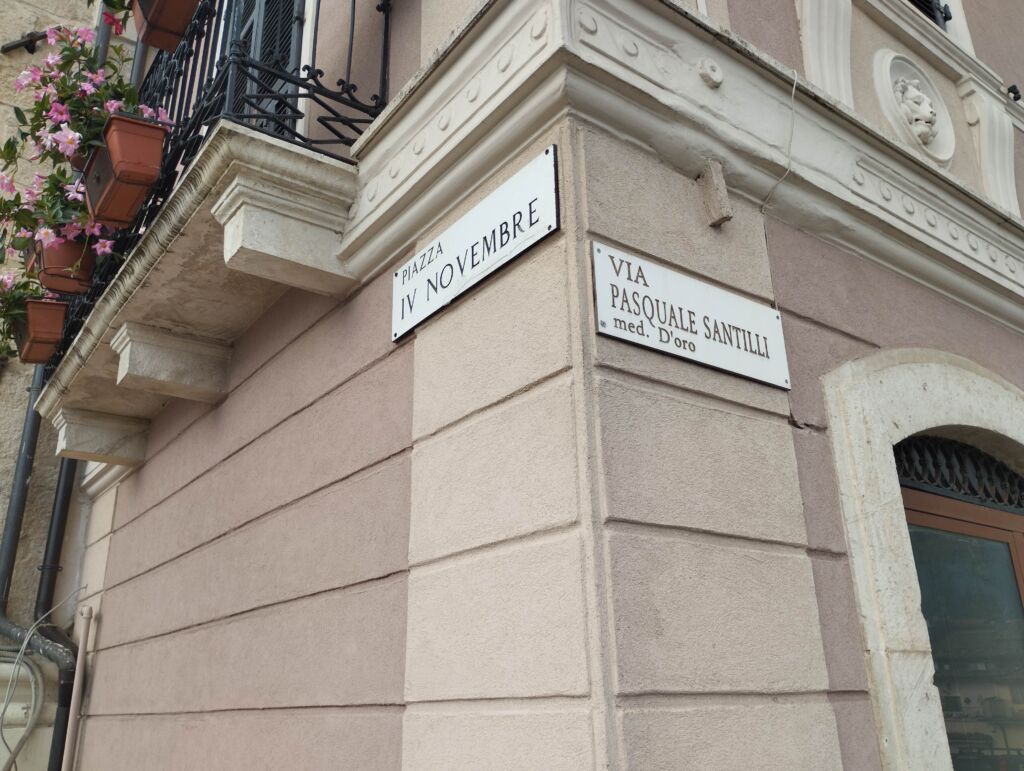 PIAZZA
IV NOVEMBRE
VIA
PASQUALE SANTILLI
med. D'oro